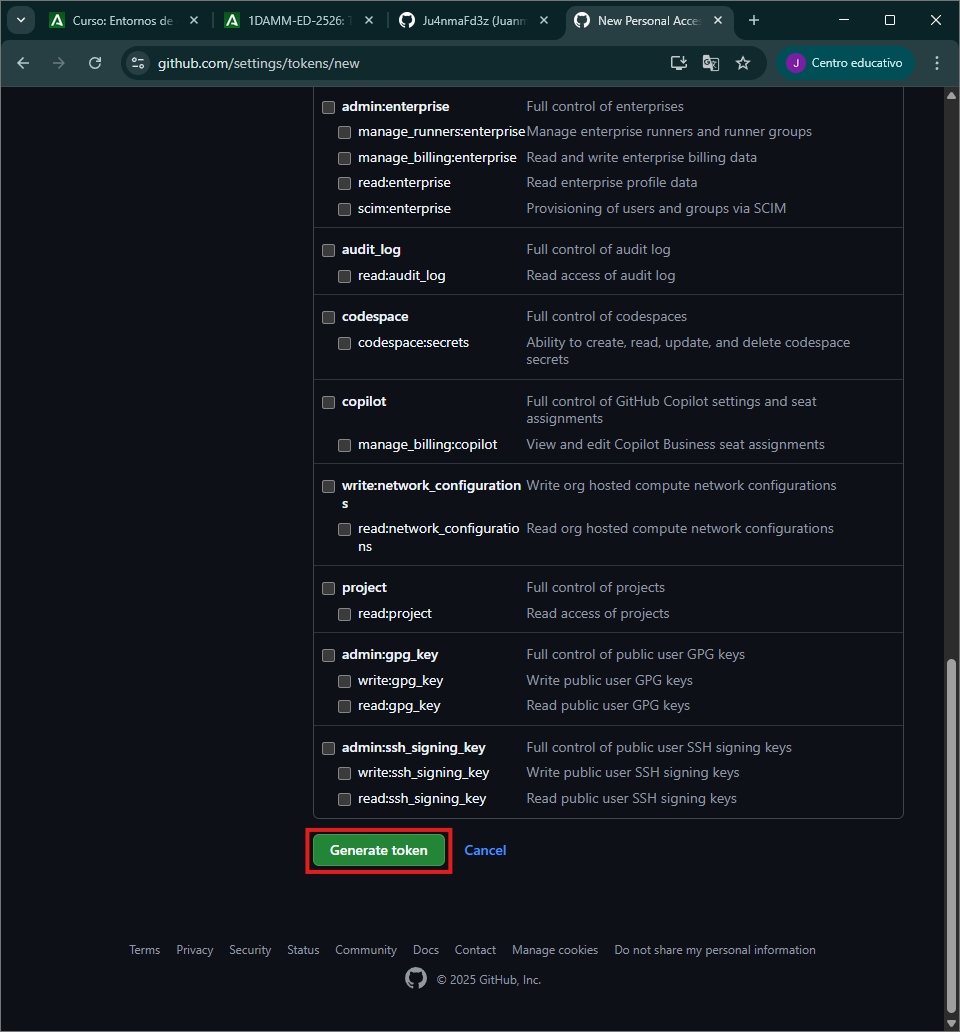 Curso: Entornos de
1DAMM-ED-2526: T
Ju4nmaFd3z (Juanm
New Personal Acce
github.com/settings/tokens/new
J Centro educativo
admin:enterprise Full control of enterprises
manage_runners:enterprise Manage enterprise runners and runner groups
manage_billing:enterprise Read and write enterprise billing data
read:enterprise Read enterprise profile data
scim:enterprise Provisioning of users and groups via SCIM
audit_log Full control of audit log
read:audit_log Read access of audit log
codespace Full control of codespaces
codespace:secrets Ability to create, read, update, and delete codespace
secrets
copilot Full control of GitHub Copilot settings and seat
assignments
manage_billing:copilot View and edit Copilot Business seat assignments
write:network_configuration Write org hosted compute network configurations
s
read:network_configuratio Read org hosted compute network configurations
ns
project Full control of projects
read:project Read access of projects
admin:gpg_key Full control of public user GPG keys
write:gpg_key Write public user GPG keys
read:gpg_key Read public user GPG keys
admin:ssh_signing_key Full control of public user SSH signing keys
write:ssh_signing_key Write public user SSH signing keys
read:ssh_signing_key Read public user SSH signing keys
Generate token Cancel
Terms Privacy Security Status Community Docs Contact Manage cookies Do not share my personal information
© 2025 GitHub, Inc.